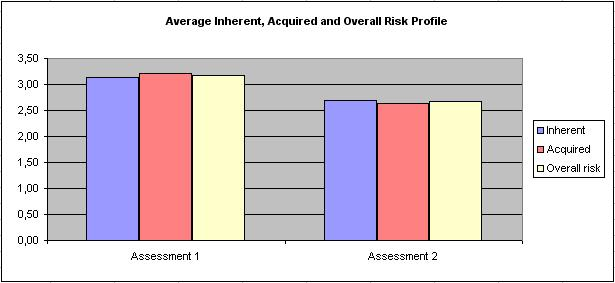 Average Inherent, Acquired and Overall Risk Profile
3,50
3,00
2,50
2,00
1,50
1,00
0,50
0,00
Assessment 1
Assessment 2
Inherent
Acquired
Overall risk